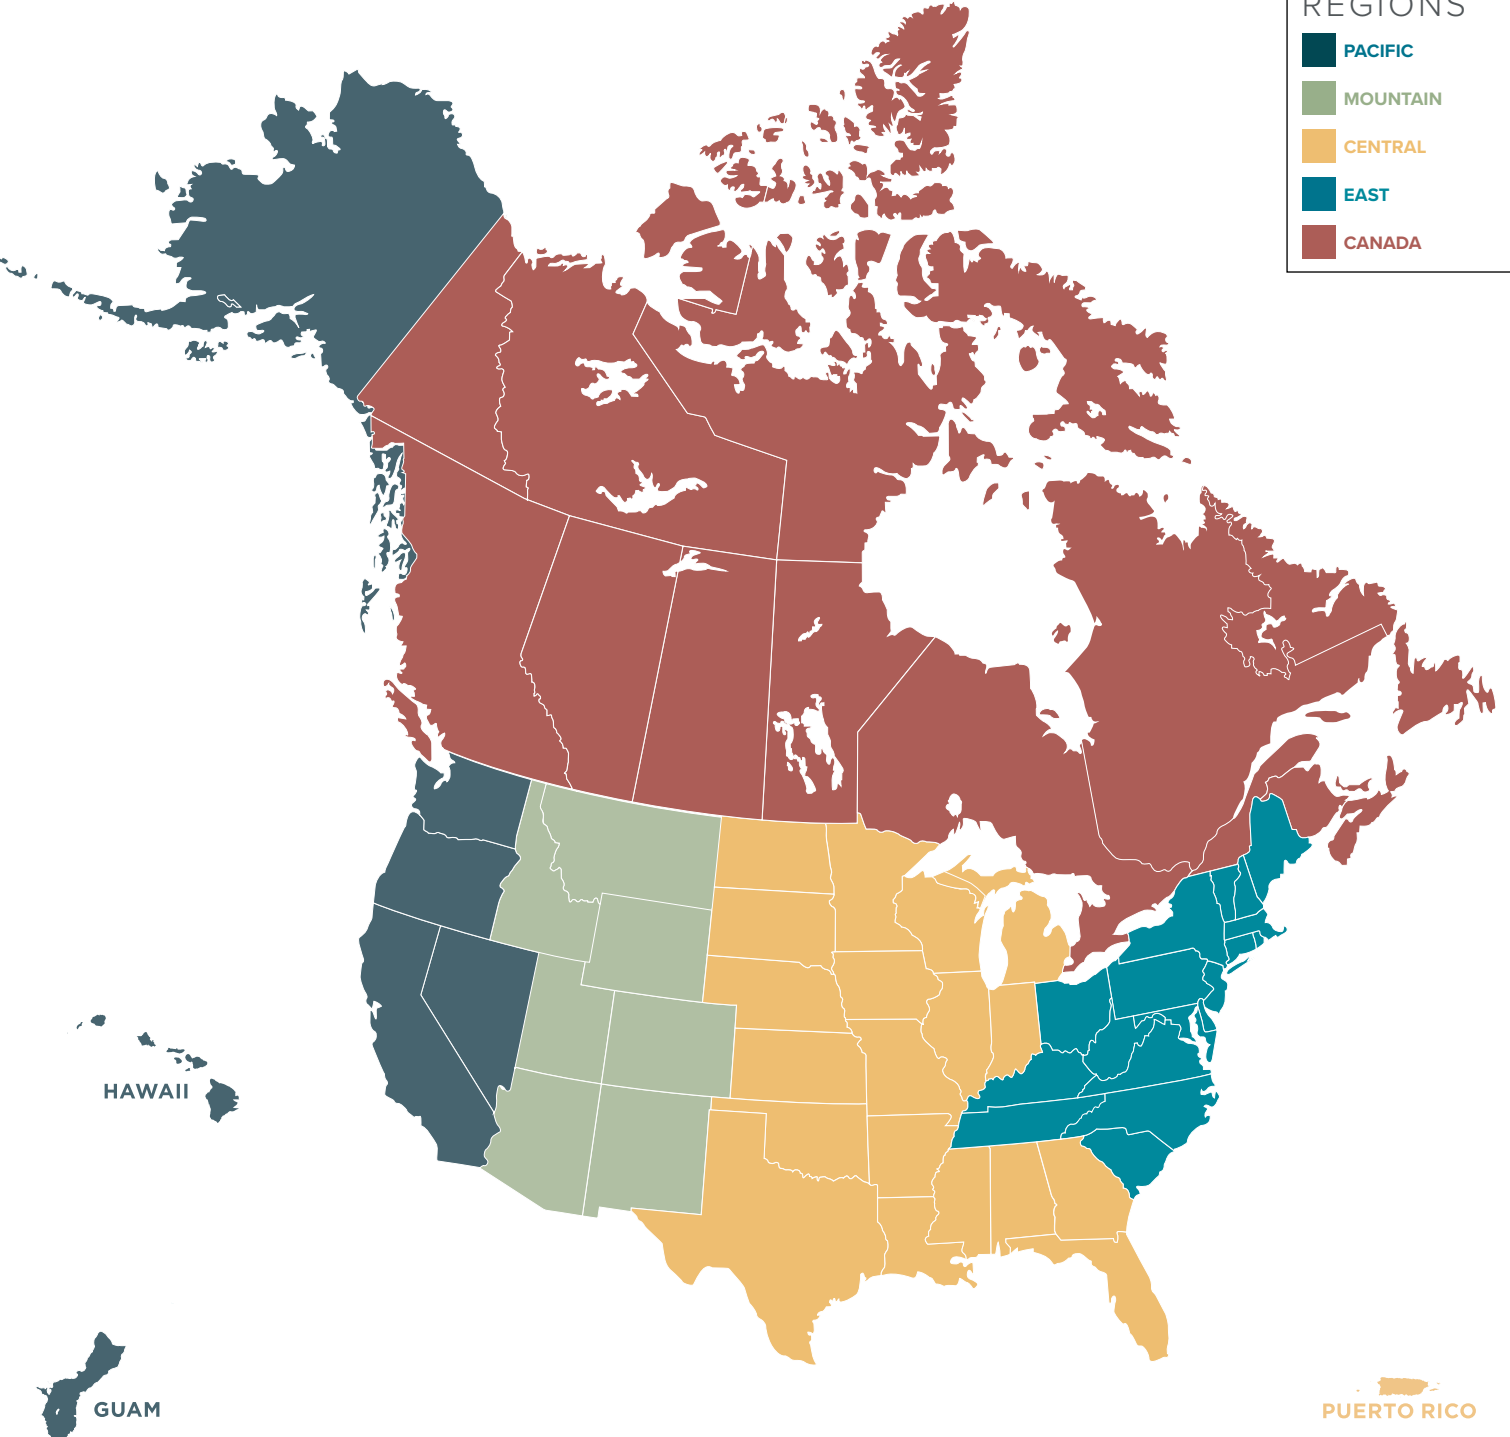 REGIONS
PACIFIC
MOUNTAIN
CENTRAL
EAST
CANADA
HAWAII
GUAM
PUERTO RICO